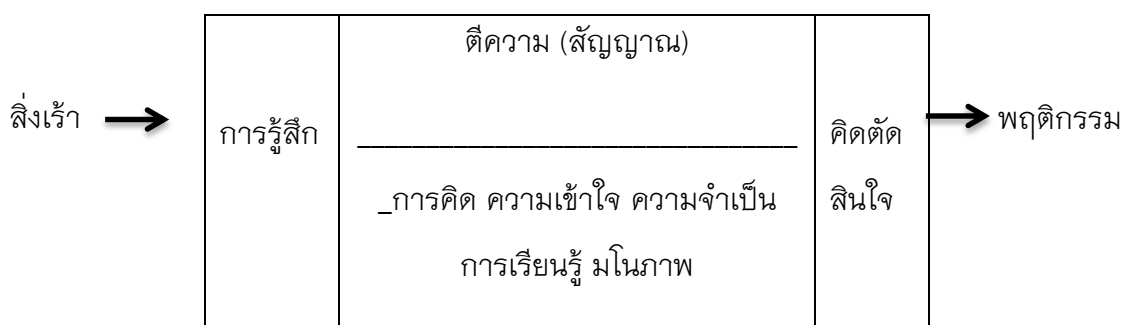 สิ่งเร้า
การรู้สึก
ตีความ (สัญญาณ)
_การคิด ความเข้าใจ ความจำเป็น
การเรียนรู้ มโนภาพ
คิดตัด
สินใจ
พฤติกรรม